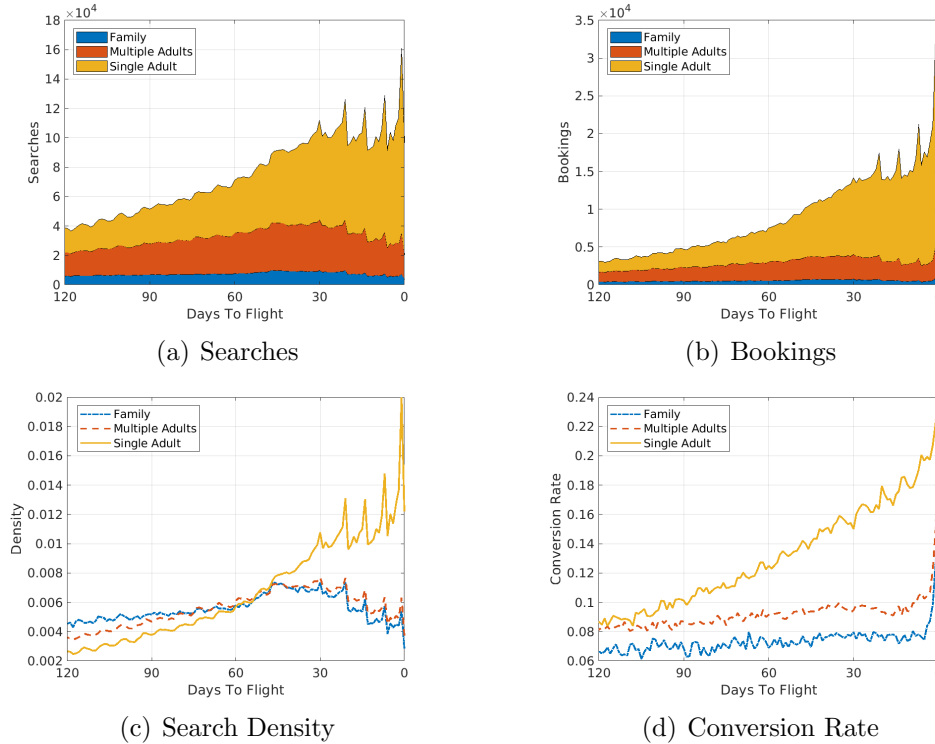 ×10⁴
18
16
14
12
10
8
6
4
2
0
Searches
Family
Multiple Adults
Single Adult
120 90 60 30 0
Days To Flight
(a) Searches
×10⁴
3.5
3
2.5
2
1.5
1
0.5
0
Bookings
Family
Multiple Adults
Single Adult
120 90 60 30
Days To Flight
(b) Bookings
0.02
0.018
0.016
0.014
0.012
0.01
0.008
0.006
0.004
0.002
Density
Family
Multiple Adults
Single Adult
120 90 60 30 0
Days To Flight
(c) Search Density
0.24
0.22
0.2
0.18
0.16
0.14
0.12
0.1
0.08
0.06
Conversion Rate
Family
Multiple Adults
Single Adult
120 90 60 30
Days To Flight
(d) Conversion Rate